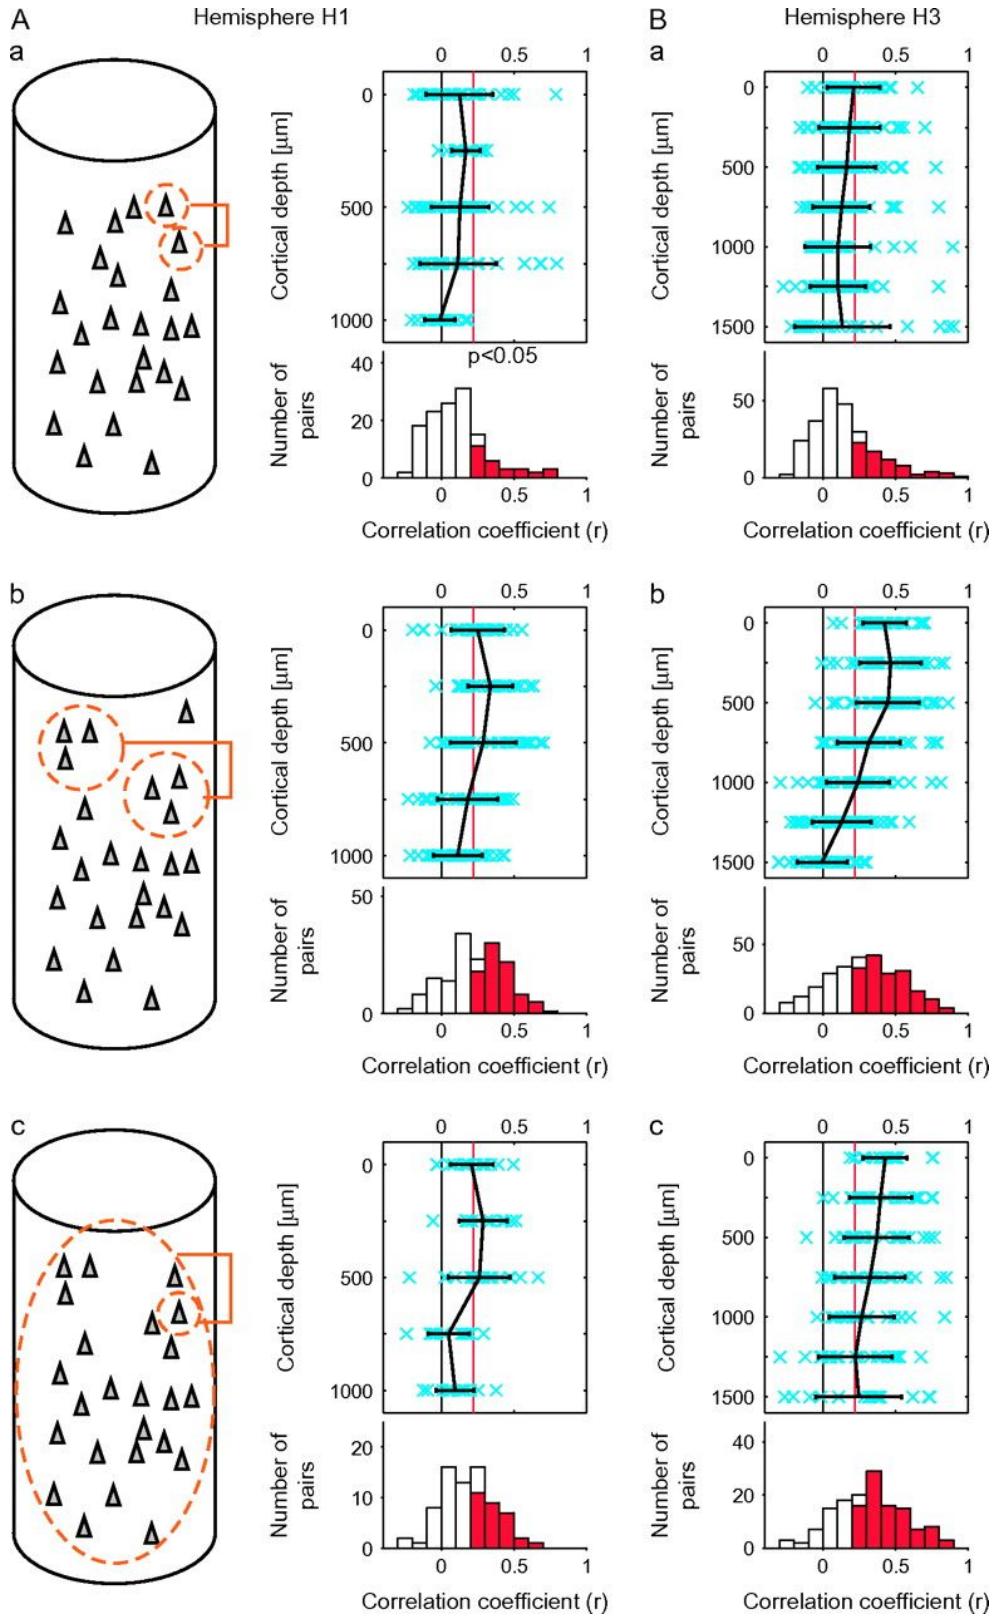 A
Hemisphere H1
B
Hemisphere H3
a
0 0.5 1
Cortical depth [µm]
0
500
1000
p<0.05
Number of
pairs
40
20
0
0 0.5 1
Correlation coefficient (r)
a
0 0.5 1
Cortical depth [µm]
0
500
1000
1500
Number of
pairs
50
0
0 0.5 1
Correlation coefficient (r)
b
0 0.5 1
Cortical depth [µm]
0
500
1000
Number of
pairs
50
0
0 0.5 1
Correlation coefficient (r)
b
0 0.5 1
Cortical depth [µm]
0
500
1000
1500
Number of
pairs
50
0
0 0.5 1
Correlation coefficient (r)
c
0 0.5 1
Cortical depth [µm]
0
500
1000
Number of
pairs
20
10
0
0 0.5 1
Correlation coefficient (r)
c
0 0.5 1
Cortical depth [µm]
0
500
1000
1500
Number of
pairs
40
20
0
0 0.5 1
Correlation coefficient (r)